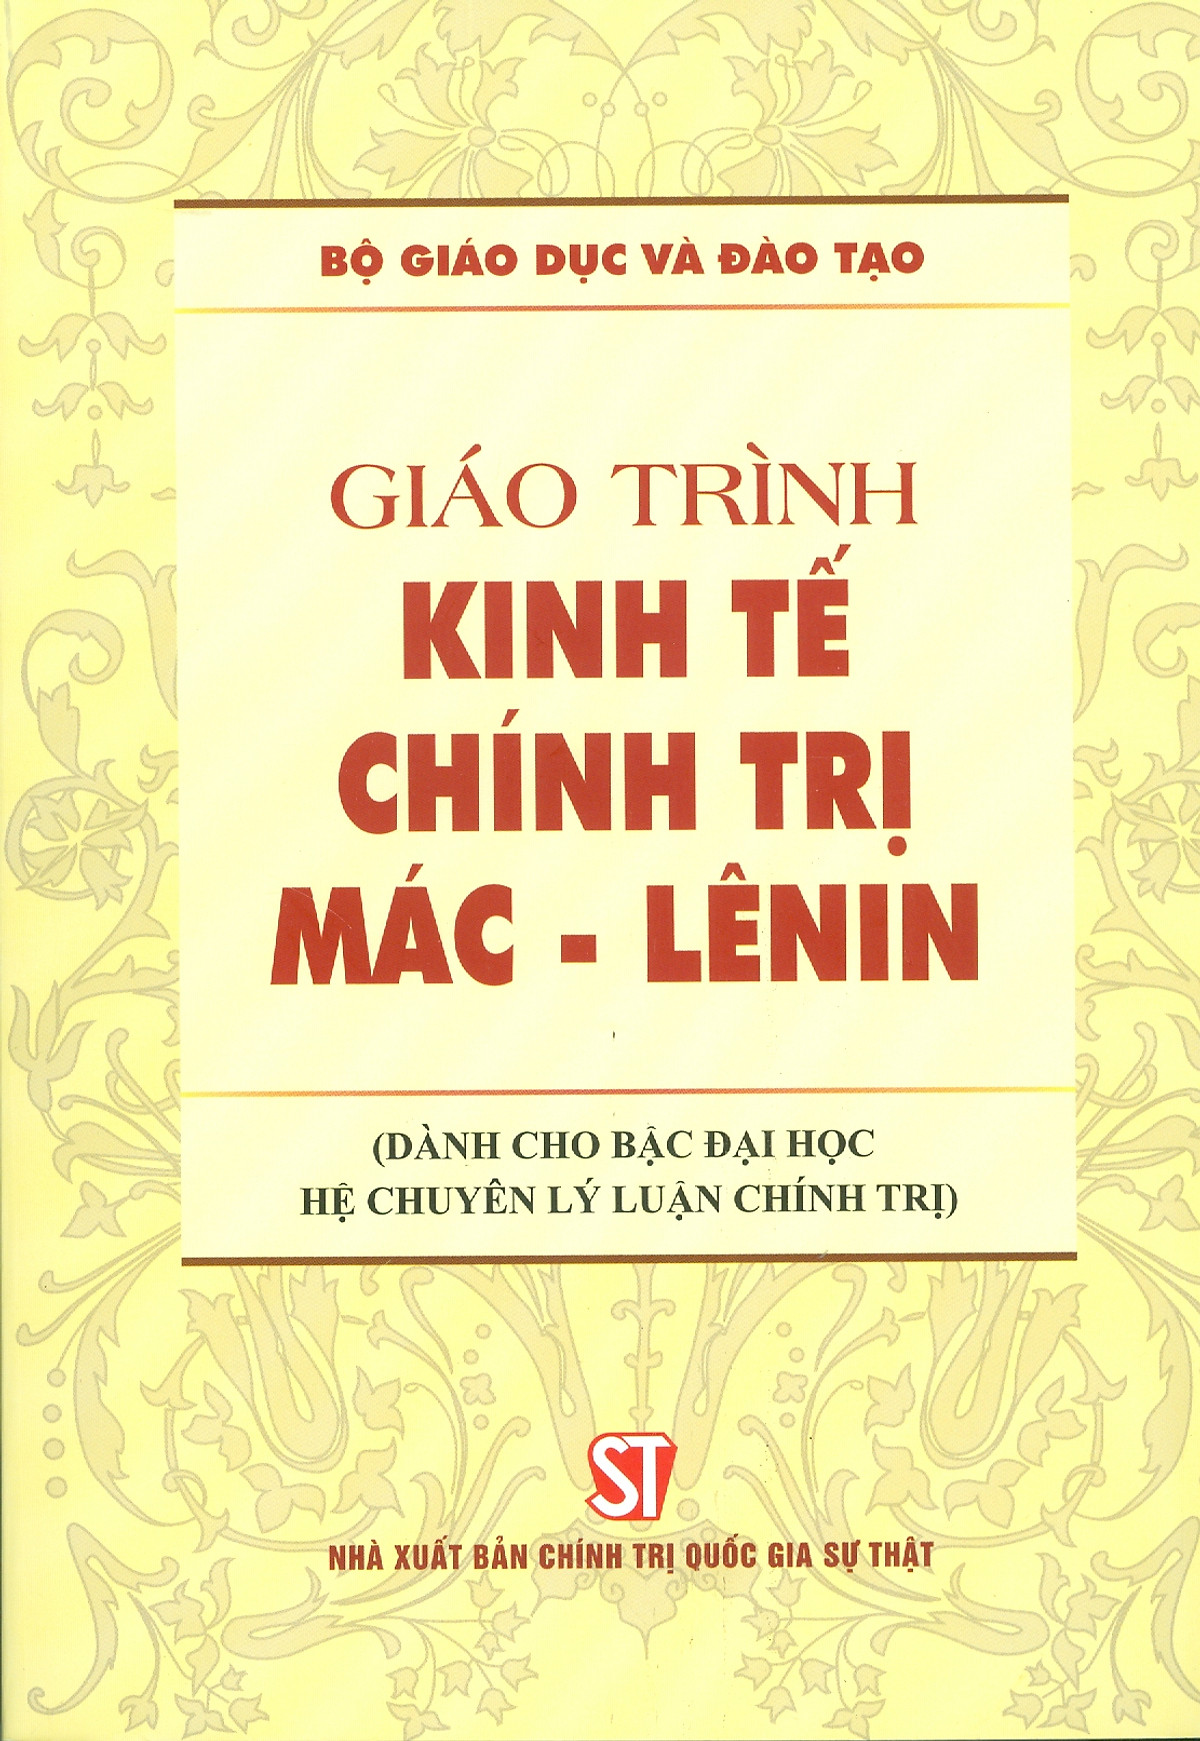 BỘ GIÁO DỤC VÀ ĐÀO TẠO
GIÁO TRÌNH
KINH TẾ
CHÍNH TRỊ
MÁC - LÊNIN
(DÀNH CHO BẬC ĐẠI HỌC
HỆ CHUYÊN LÝ LUẬN CHÍNH TRỊ)
ST
NHÀ XUẤT BẢN CHÍNH TRỊ QUỐC GIA SỰ THẬT